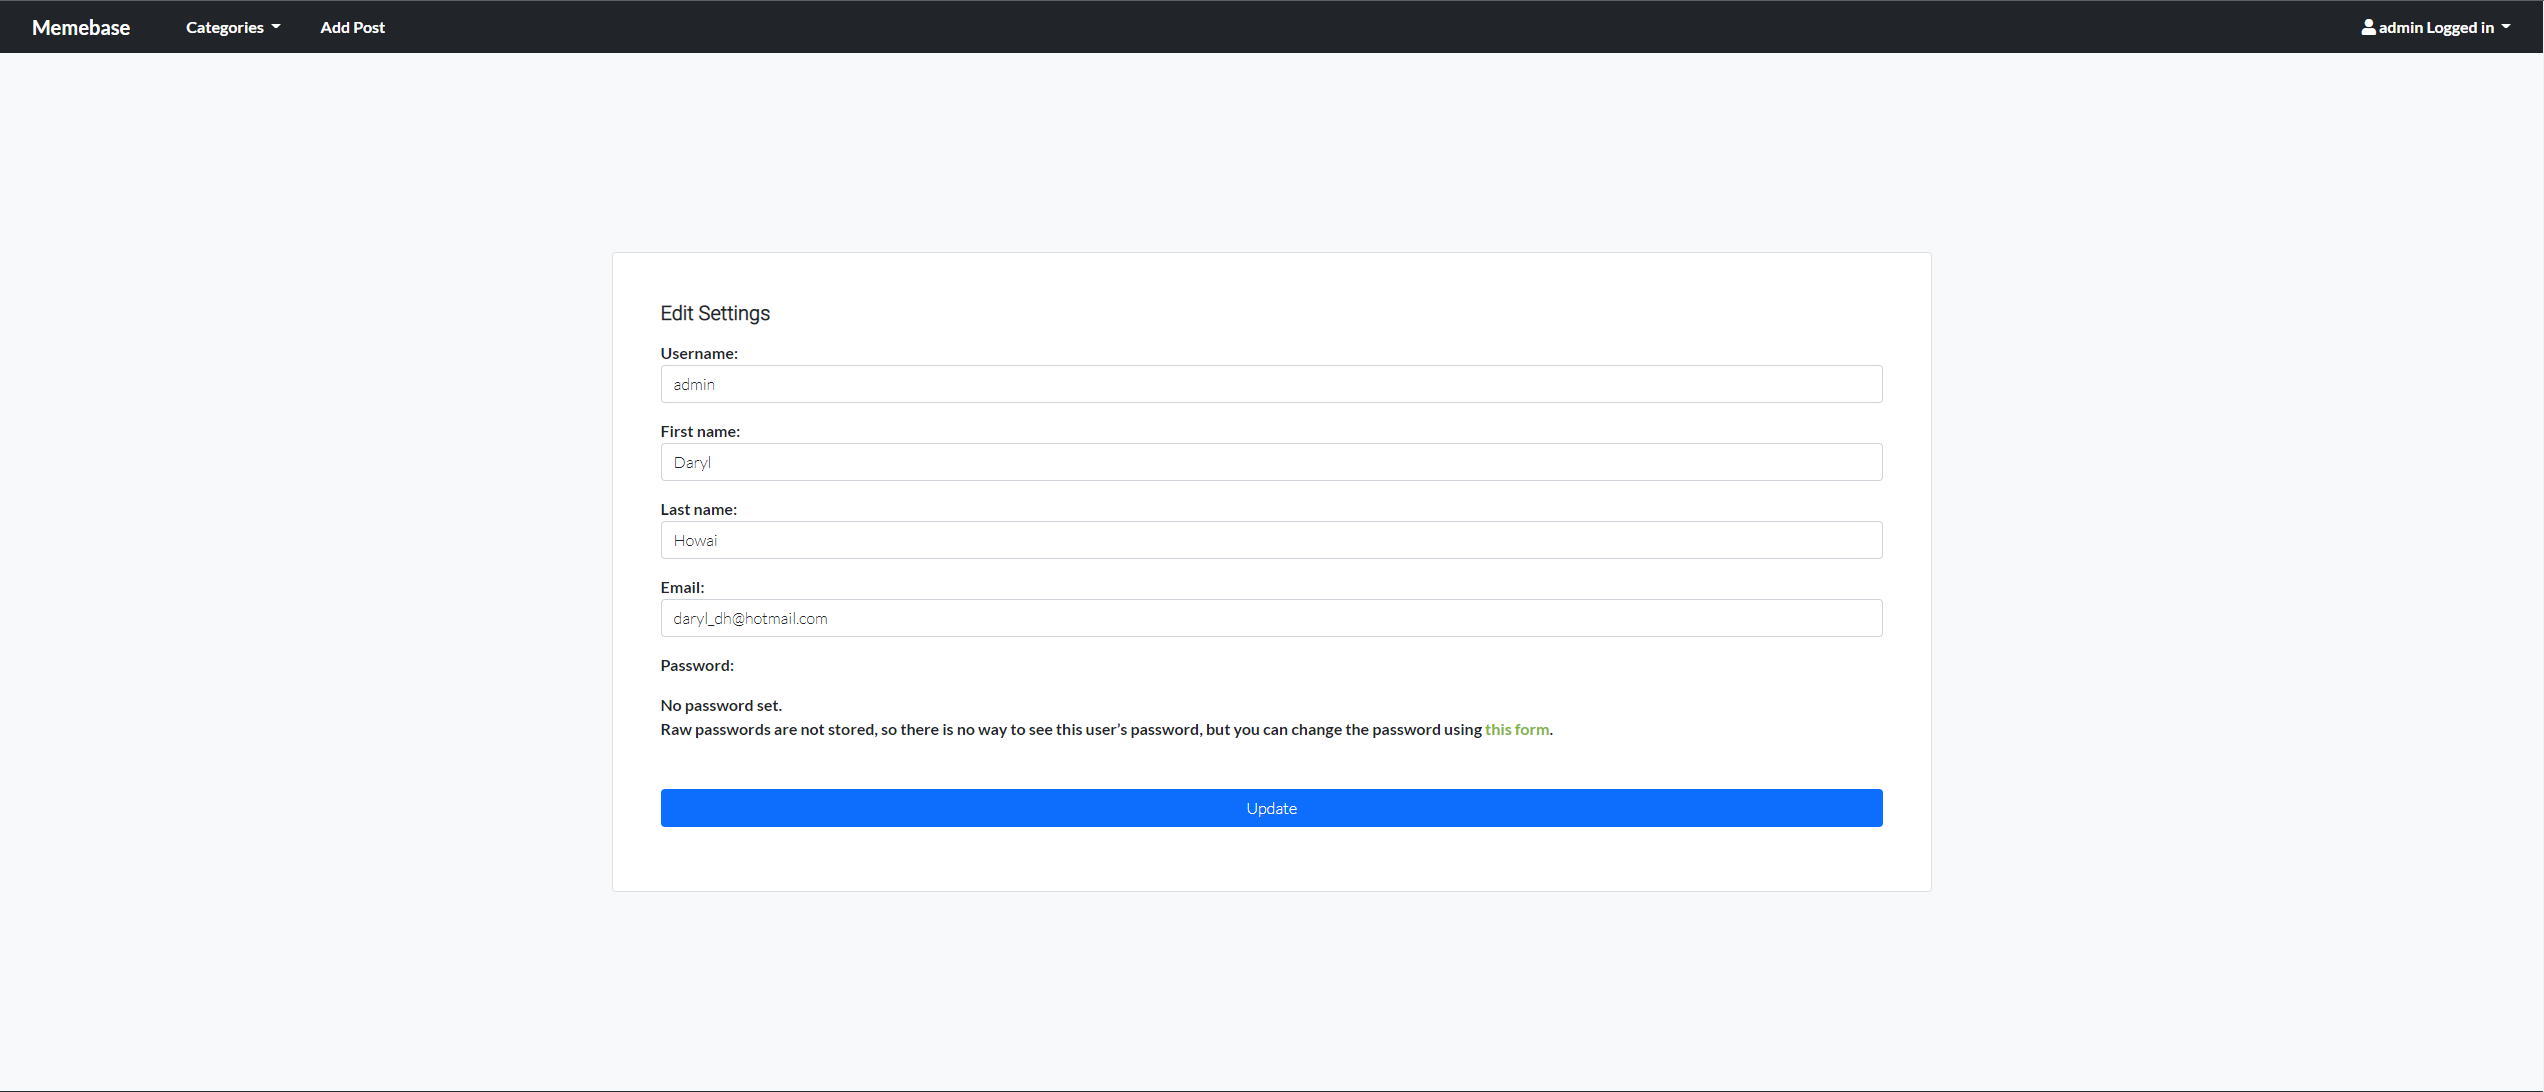 Memebase
Categories
Add Post
admin Logged in
Edit Settings
Username:
admin
First name:
Daryl
Last name:
Howai
Email:
daryl_dh@hotmail.com
Password:
No password set.
Raw passwords are not stored, so there is no way to see this user’s password, but you can change the password using this form.
Update